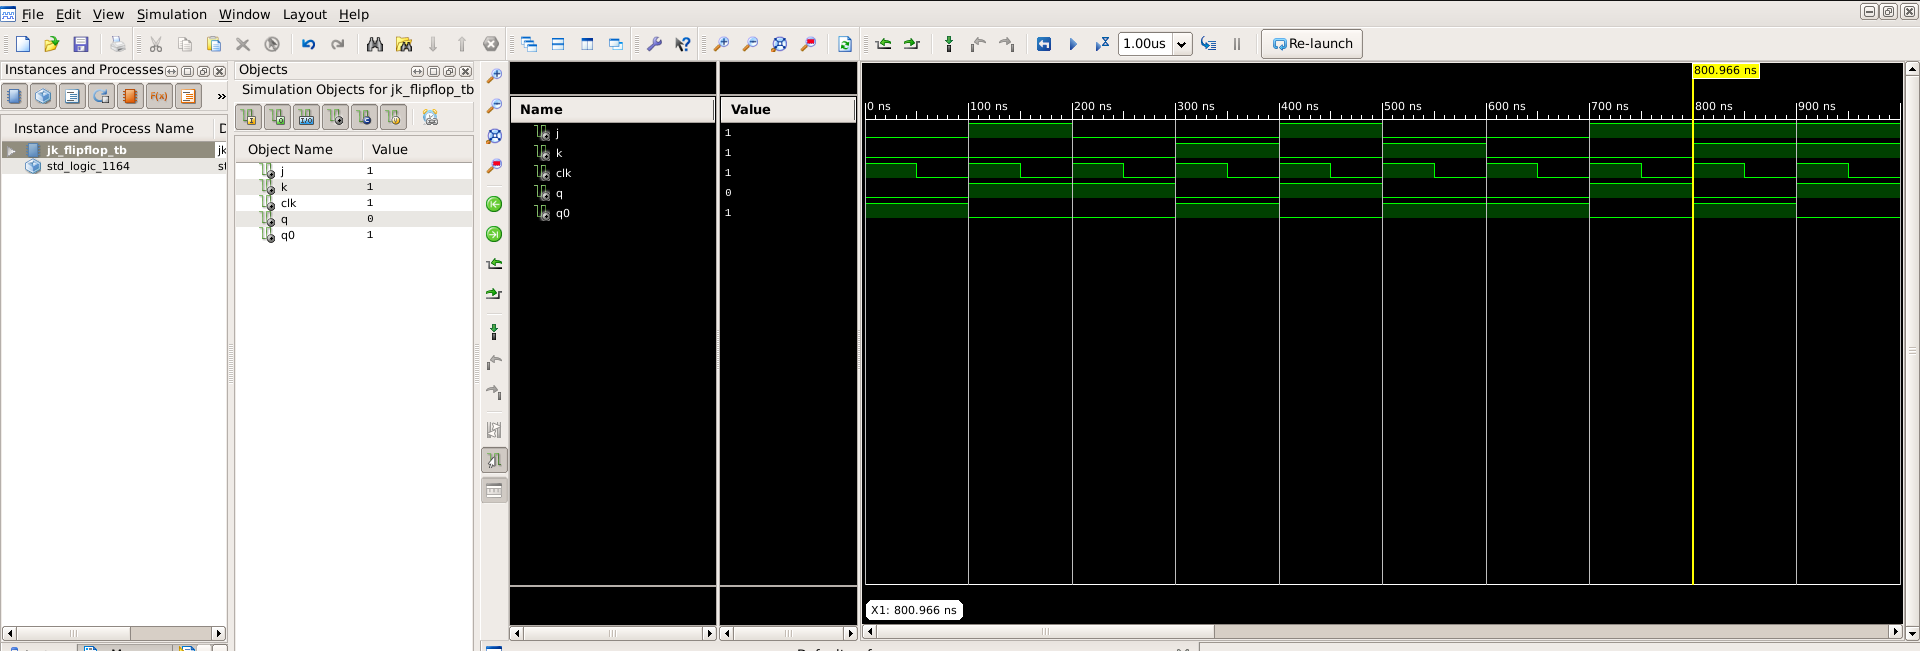 File Edit View Simulation Window Layout Help
1.00us Re-launch
Instances and Processes
Instance and Process Name
jk_flipflop_tb jk
std_logic_1164
Objects
Simulation Objects for jk_flipflop_tb
Object Name Value
j 1
k 1
clk 1
q 0
q0 1
Name Value
j 1
k 1
clk 1
q 0
q0 1
800.966 ns
0 ns 100 ns 200 ns 300 ns 400 ns 500 ns 600 ns 700 ns 800 ns 900 ns
X1: 800.966 ns